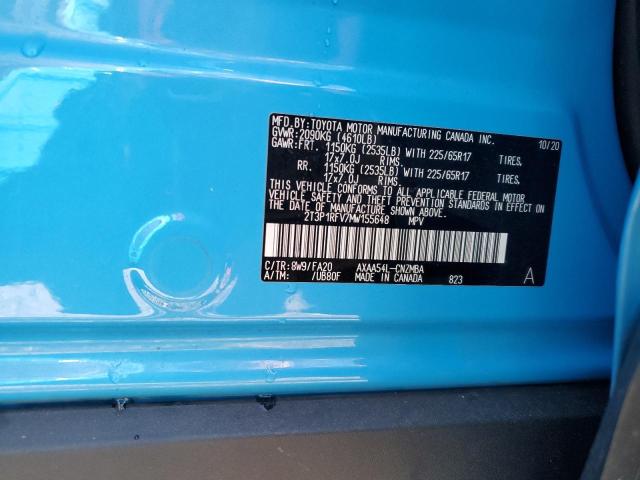 MFD.BY:TOYOTA MOTOR MANUFACTURING CANADA INC.
GVWR:2090KG (4610LB) 10/20
GAWR:FRT. 1150KG (2535LB) WITH 225/65R17 TIRES,
17x7.0J RIMS.
RR. 1150KG (2535LB) WITH 225/65R17 TIRES,
17x7.0J RIMS.
THIS VEHICLE CONFORMS TO ALL APPLICABLE FEDERAL MOTOR
VEHICLE SAFETY AND THEFT PREVENTION STANDARDS IN EFFECT
ON THE DATE OF MANUFACTURE SHOWN ABOVE.
2T3P1RFV7MW155648 MPV
C/TR:8W9/FA20 AXAA54L-CNZMBA
A/TM: /UB80F MADE IN CANADA 823 A